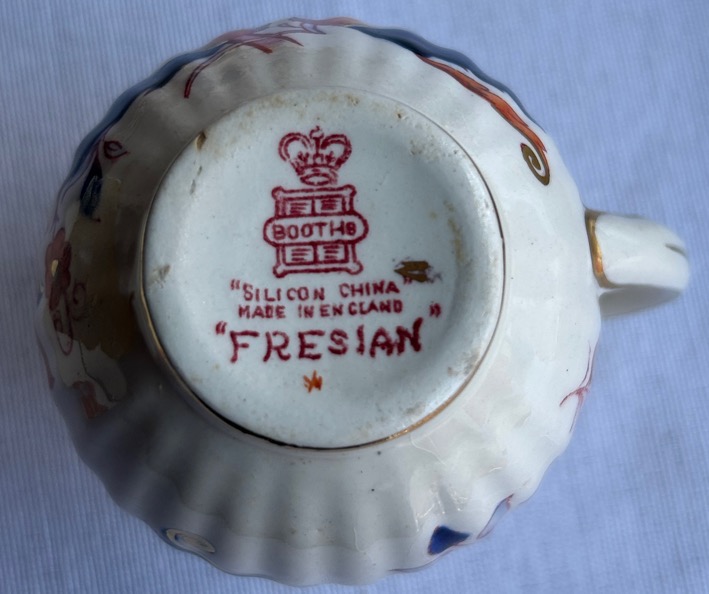 BOOTHS
"SILICON CHINA"
MADE IN ENGLAND
"FRESIAN"